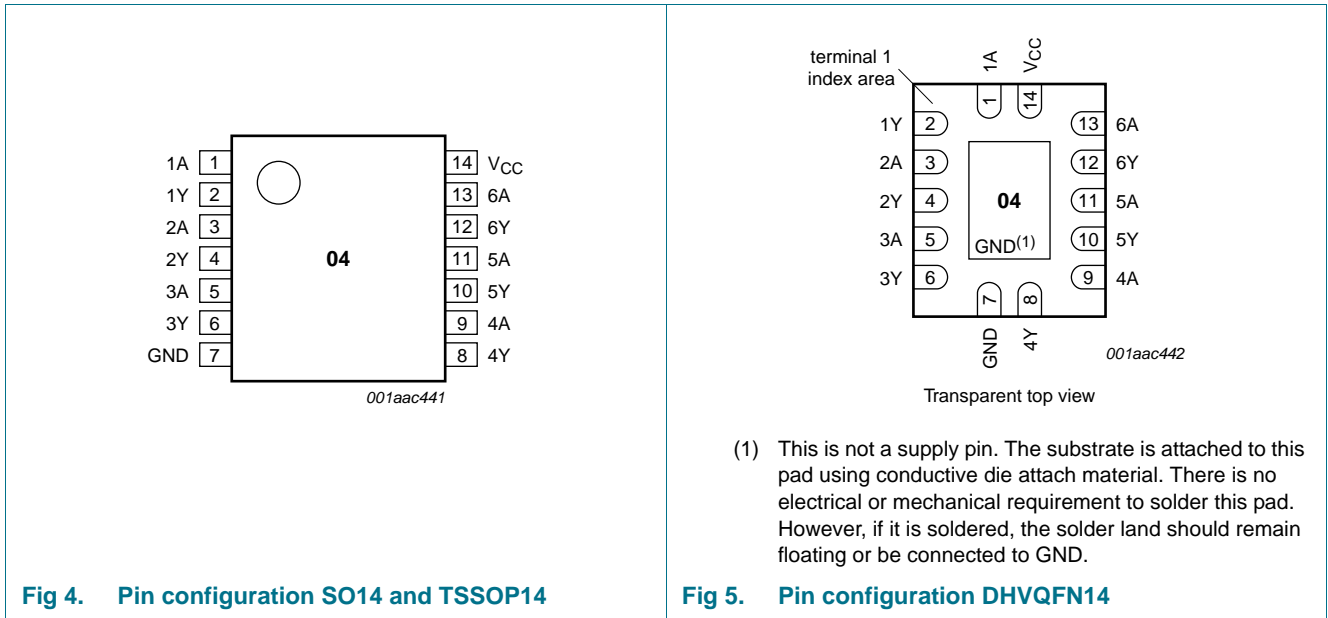 1A 1 14 VCC
1Y 2 13 6A
2A 3 12 6Y
2Y 4 04 11 5A
3A 5 10 5Y
3Y 6 9 4A
GND 7 8 4Y
001aac441
Fig 4. Pin configuration SO14 and TSSOP14
terminal 1
index area
1A VCC
1 14
1Y 2 13 6A
2A 3 12 6Y
2Y 4 04 11 5A
3A 5 GND(1) 10 5Y
3Y 6 9 4A
7 8
GND 4Y
001aac442
Transparent top view
(1) This is not a supply pin. The substrate is attached to this
pad using conductive die attach material. There is no
electrical or mechanical requirement to solder this pad.
However, if it is soldered, the solder land should remain
floating or be connected to GND.
Fig 5. Pin configuration DHVQFN14